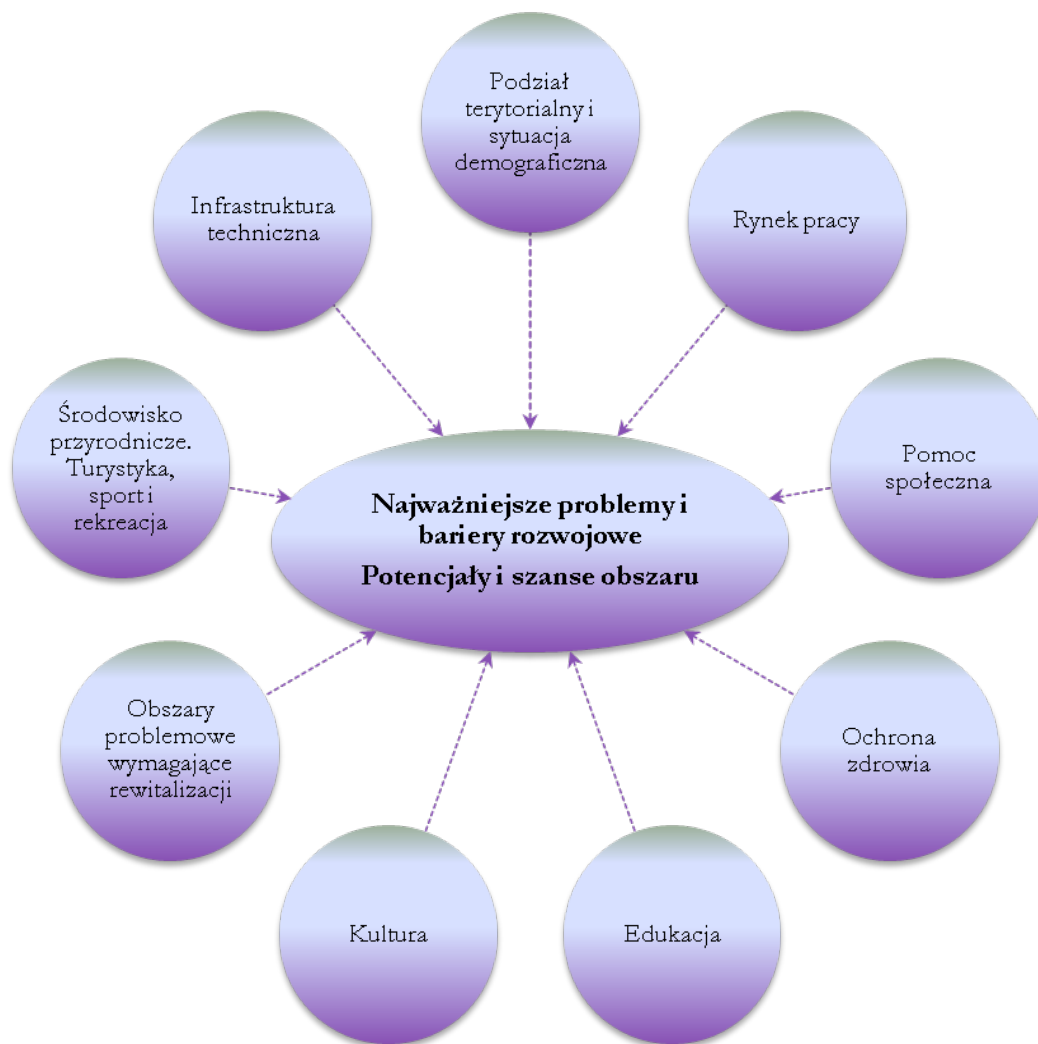 Podział
terytorialny i
sytuacja
demograficzna
Infrastruktura
techniczna
Rynek pracy
Środowisko
przyrodnicze.
Turystyka,
sport i
rekreacja
Pomoc
społeczna
Najważniejsze problemy i
bariery rozwojowe
Potencjały i szanse obszaru
Obszary
problemowe
wymagające
rewitalizacji
Ochrona
zdrowia
Kultura
Edukacja